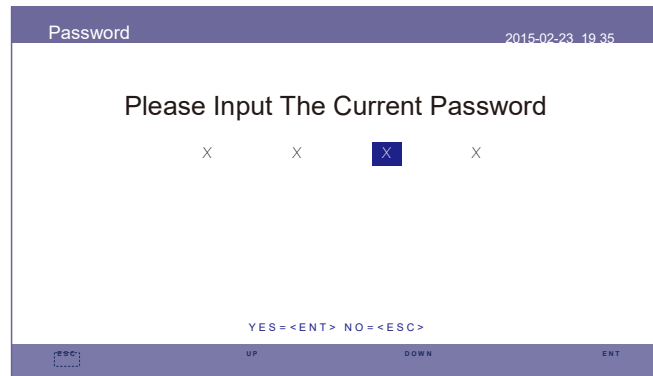 Password 2015-02-23 19 35
Please Input The Current Password
X X X X
YES=<ENT> NO=<ESC>
ESC UP DOWN ENT